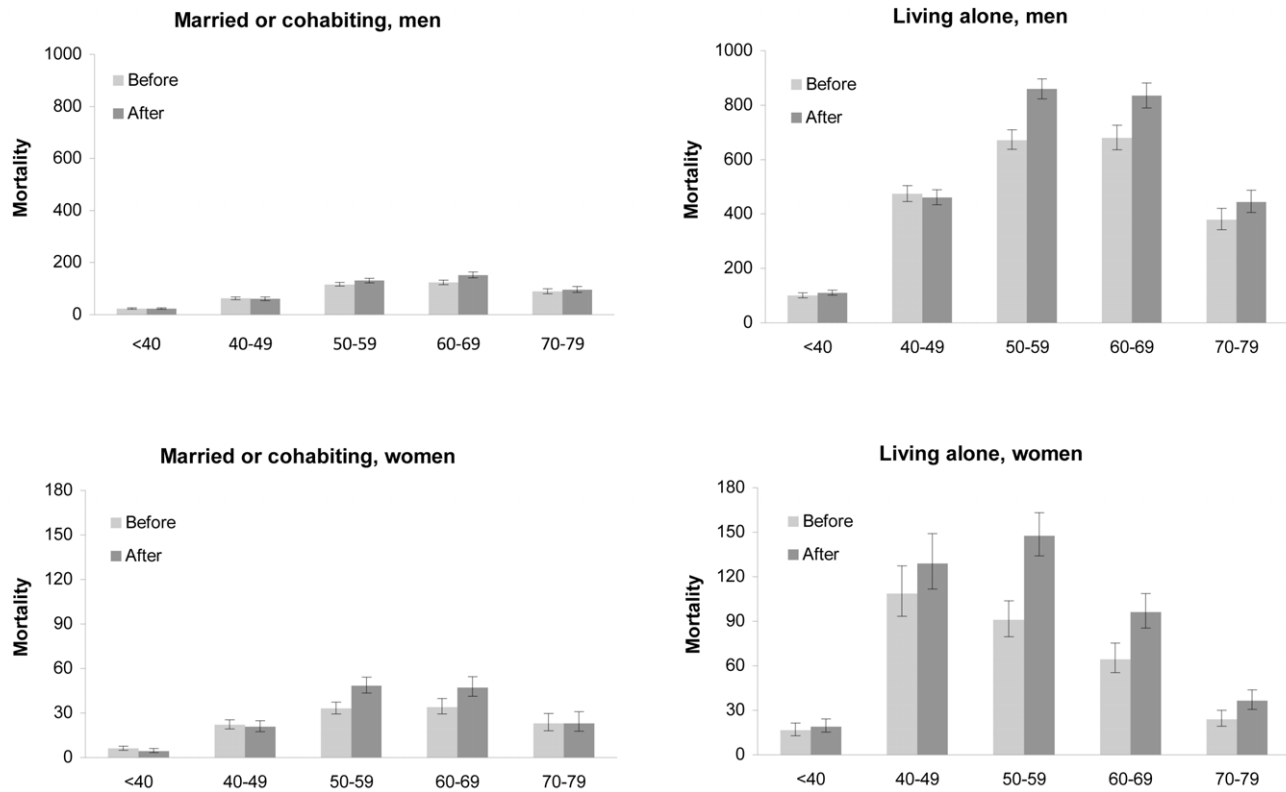 Married or cohabiting, men
1000
800
600
400
200
0
Mortality
Before
After
<40 40-49 50-59 60-69 70-79
Living alone, men
1000
800
600
400
200
0
Mortality
Before
After
<40 40-49 50-59 60-69 70-79
Married or cohabiting, women
180
150
120
90
60
30
0
Mortality
Before
After
<40 40-49 50-59 60-69 70-79
Living alone, women
180
150
120
90
60
30
0
Mortality
Before
After
<40 40-49 50-59 60-69 70-79